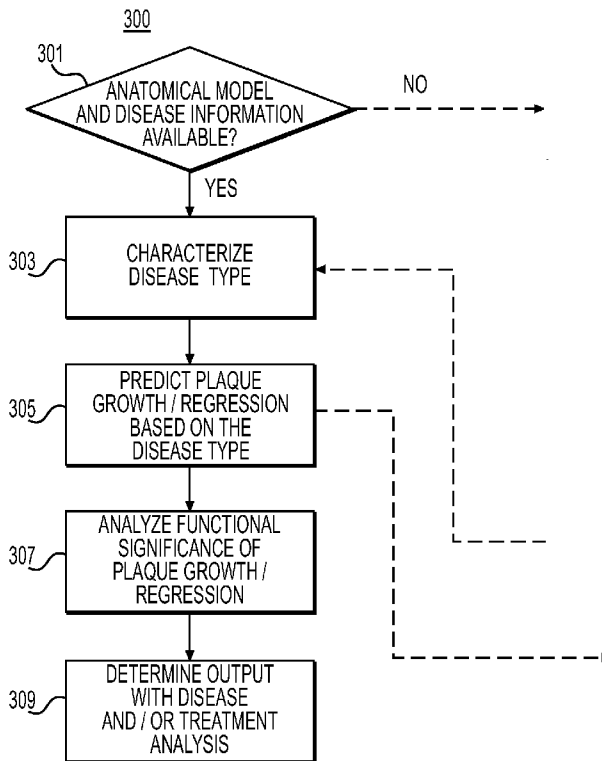 300
301
ANATOMICAL MODEL
AND DISEASE INFORMATION
AVAILABLE?
NO
YES
303
CHARACTERIZE
DISEASE TYPE
305
PREDICT PLAQUE
GROWTH / REGRESSION
BASED ON THE
DISEASE TYPE
307
ANALYZE FUNCTIONAL
SIGNIFICANCE OF
PLAQUE GROWTH /
REGRESSION
309
DETERMINE OUTPUT
WITH DISEASE
AND / OR TREATMENT
ANALYSIS